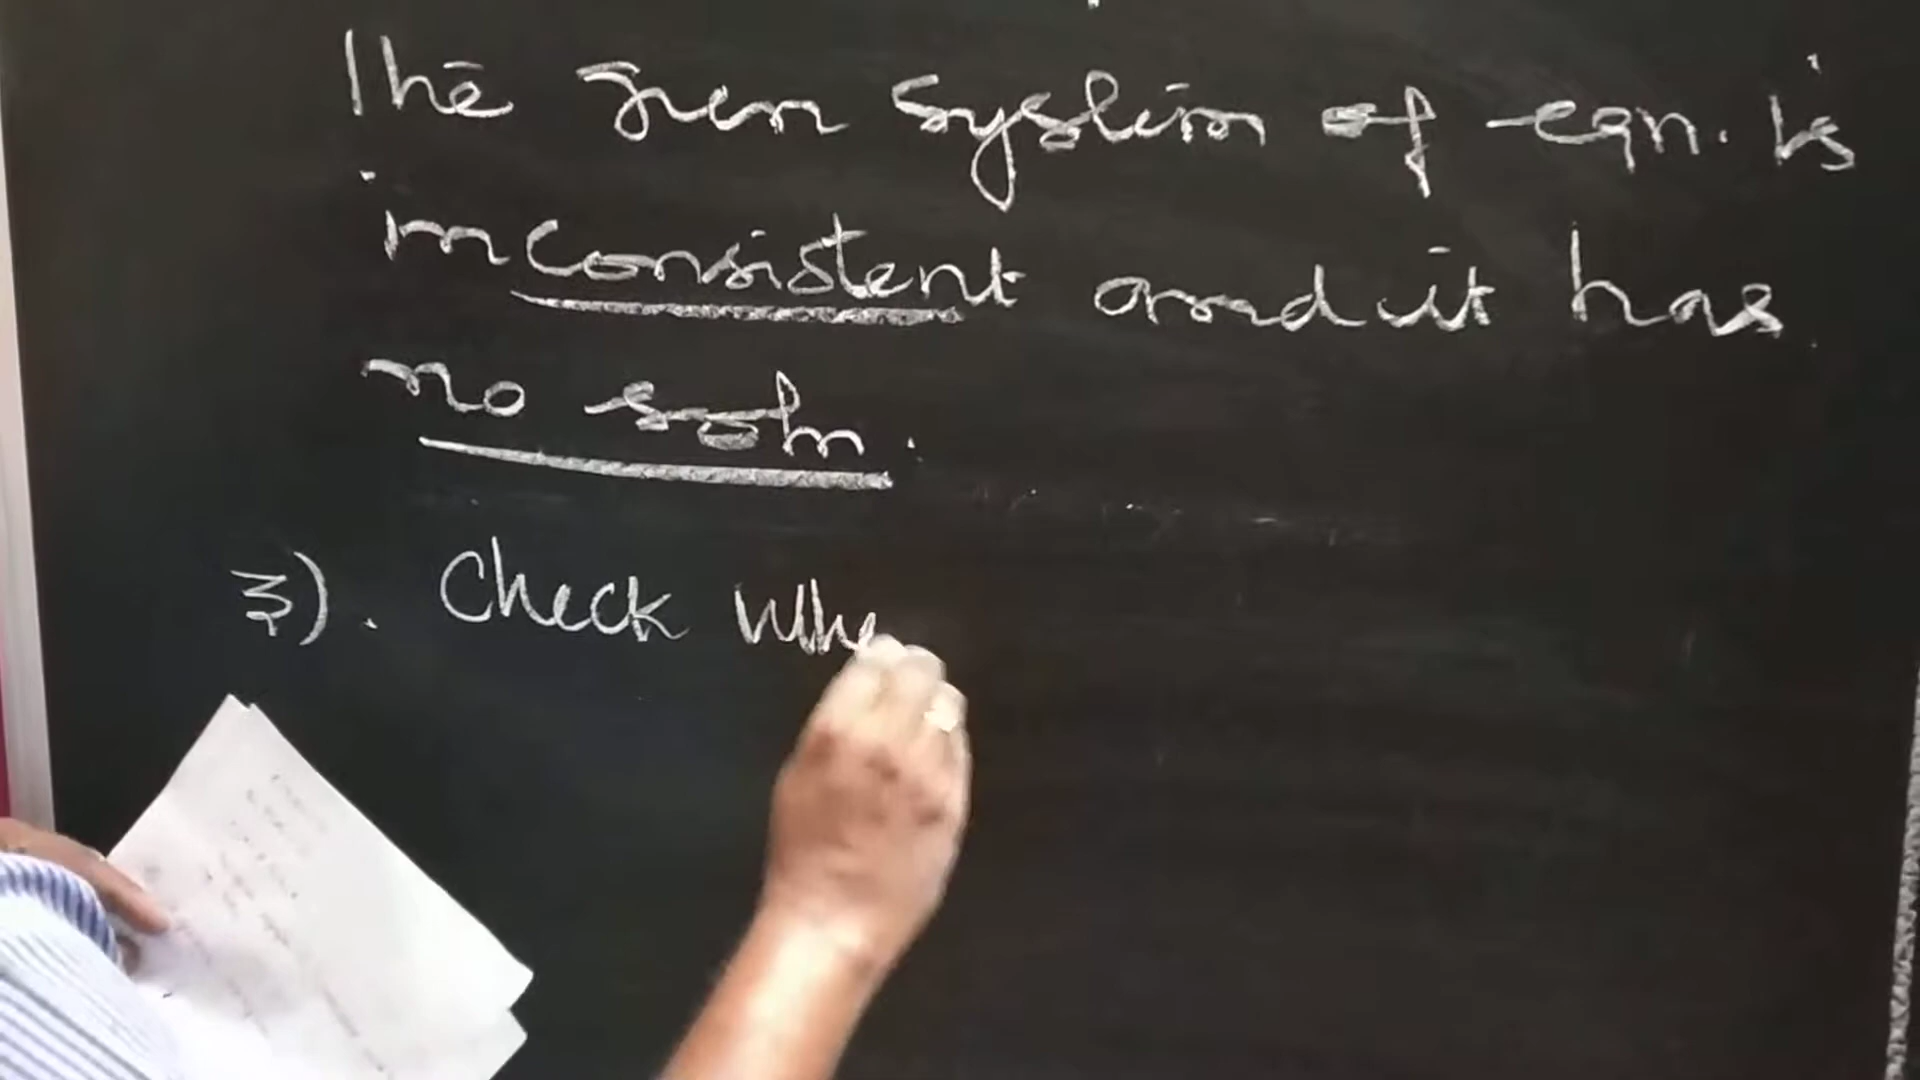 The given system of eqn. is
inconsistent and it has
no soln.
3). Check Whe